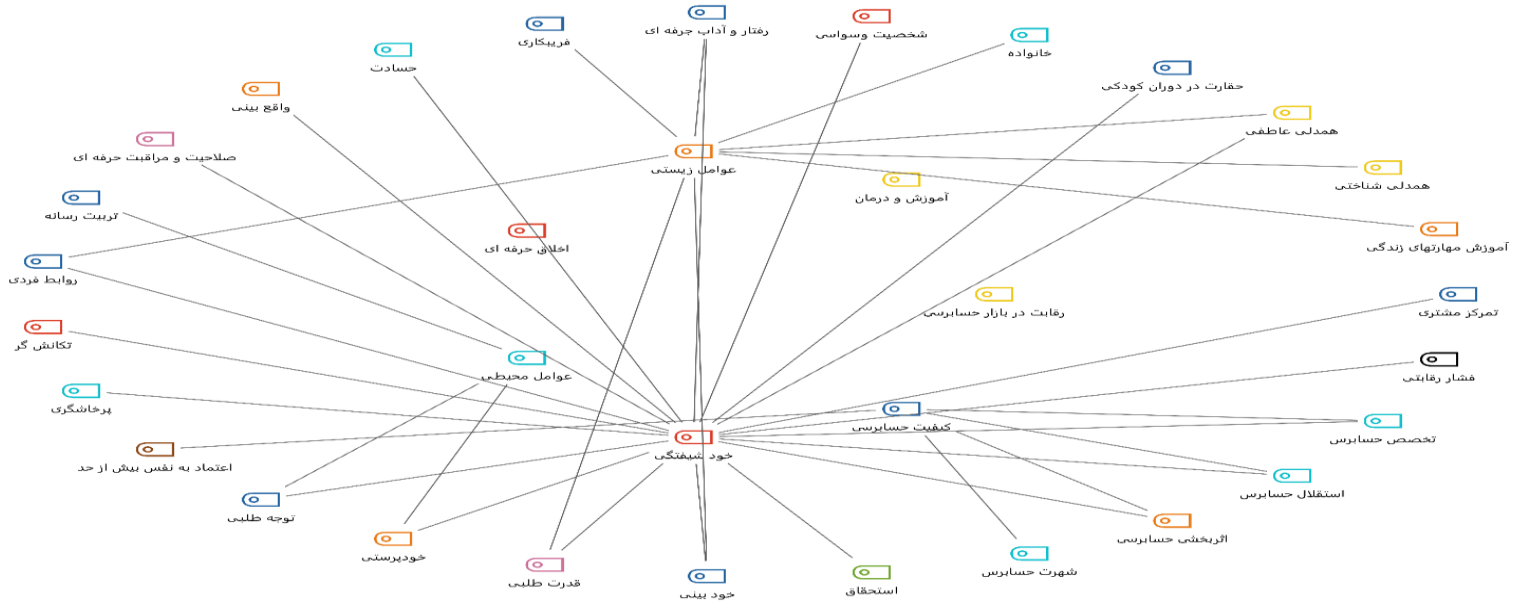 رفتار و آداب حرفه ای
شخصیت وسواسی
فریبکاری
خانواده
حسادت
حقارت در دوران کودکی
واقع بینی
همدلی عاطفی
صلاحیت و مراقبت حرفه ای
عوامل زیستی
همدلی شناختی
آموزش و درمان
تربیت رسانه
اخلاق حرفه ای
آموزش مهارتهای زندگی
روابط فردی
رقابت در بازار حسابرسی
تمرکز مشتری
تکانش گر
عوامل محیطی
فشار رقابتی
پرخاشگری
کیفیت حسابرسی
تخصص حسابرس
خود شیفتگی
اعتماد به نفس بیش از حد
استقلال حسابرس
توجه طلبی
اثربخشی حسابرسی
خودپرستی
شهرت حسابرس
قدرت طلبی
استحقاق
خود بینی